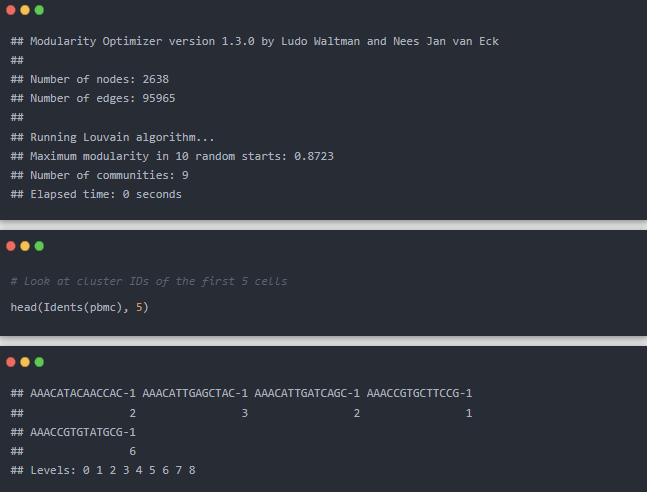 ## Modularity Optimizer version 1.3.0 by Ludo Waltman and Nees Jan van Eck
##
## Number of nodes: 2638
## Number of edges: 95965
##
## Running Louvain algorithm...
## Maximum modularity in 10 random starts: 0.8723
## Number of communities: 9
## Elapsed time: 0 seconds
# Look at cluster IDs of the first 5 cells
head(Idents(pbmc), 5)
## AAACATACAACCAC-1 AAACATTGAGCTAC-1 AAACATTGATCAGC-1 AAACCGTGCTTCCG-1
##                2                3                2                1
## AAACCGTGTATGCG-1
##                6
## Levels: 0 1 2 3 4 5 6 7 8